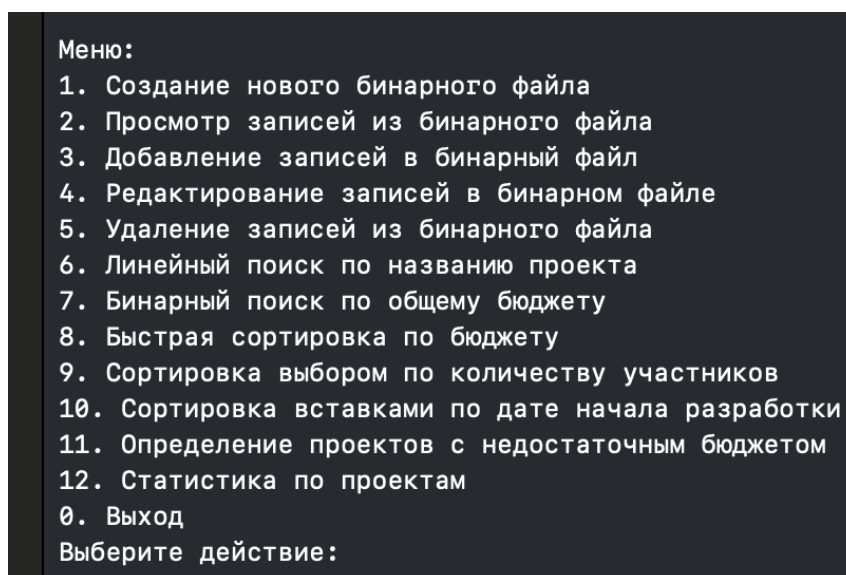 Меню:
1. Создание нового бинарного файла
2. Просмотр записей из бинарного файла
3. Добавление записей в бинарный файл
4. Редактирование записей в бинарном файле
5. Удаление записей из бинарного файла
6. Линейный поиск по названию проекта
7. Бинарный поиск по общему бюджету
8. Быстрая сортировка по бюджету
9. Сортировка выбором по количеству участников
10. Сортировка вставками по дате начала разработки
11. Определение проектов с недостаточным бюджетом
12. Статистика по проектам
0. Выход
Выберите действие: